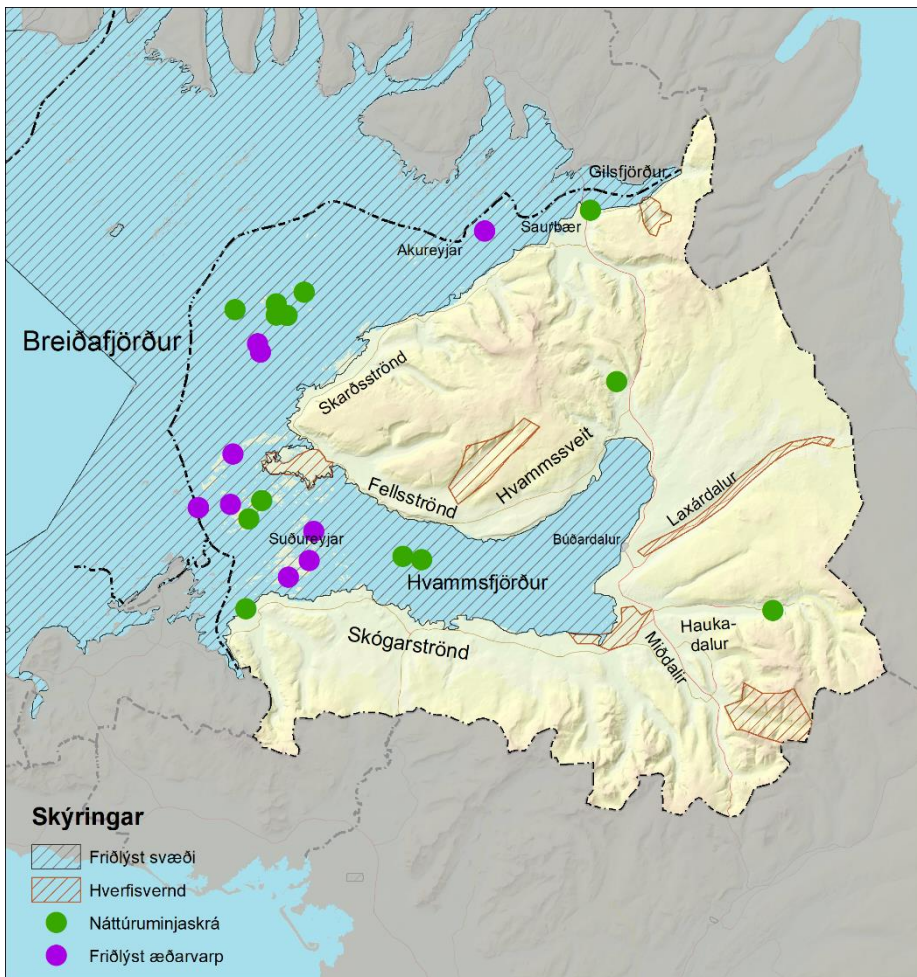 Gilsfjörður
Saurbær
Akureyjar
Breiðafjörður
Skarðsströnd
Hvammssveit
Fellsströnd
Laxárdalur
Suðureyjar
Búðardalur
Hvammsfjörður
Hauka-
dalur
Skógarströnd
Miðdalir
Skýringar
Friðlýst svæði
Hverfisvernd
Náttúruminjaskrá
Friðlýst æðarvarp